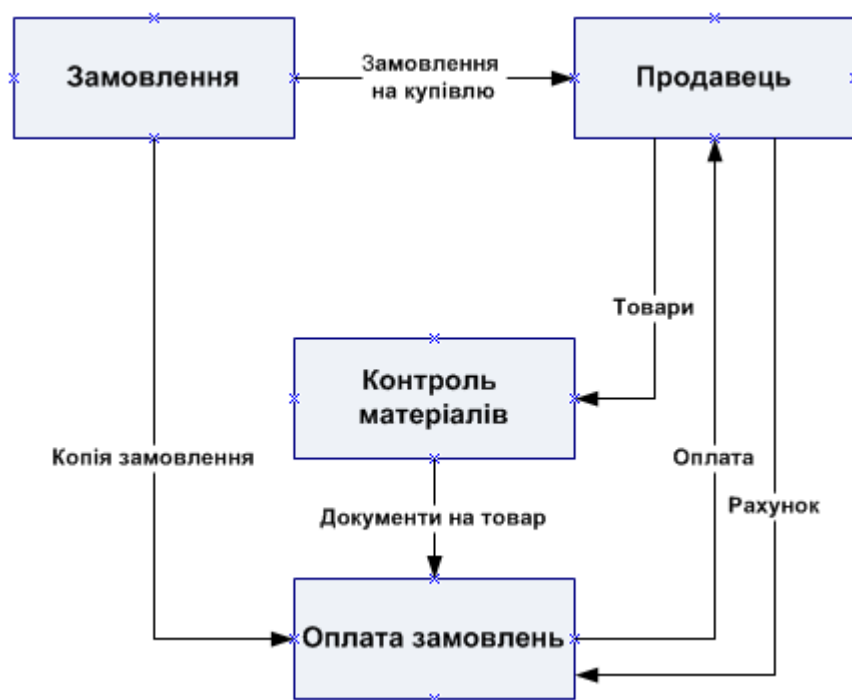 Замовлення
Замовлення
на купівлю
Продавець
Товари
Контроль
матеріалів
Копія замовлення
Оплата
Рахунок
Документи на товар
Оплата замовлень